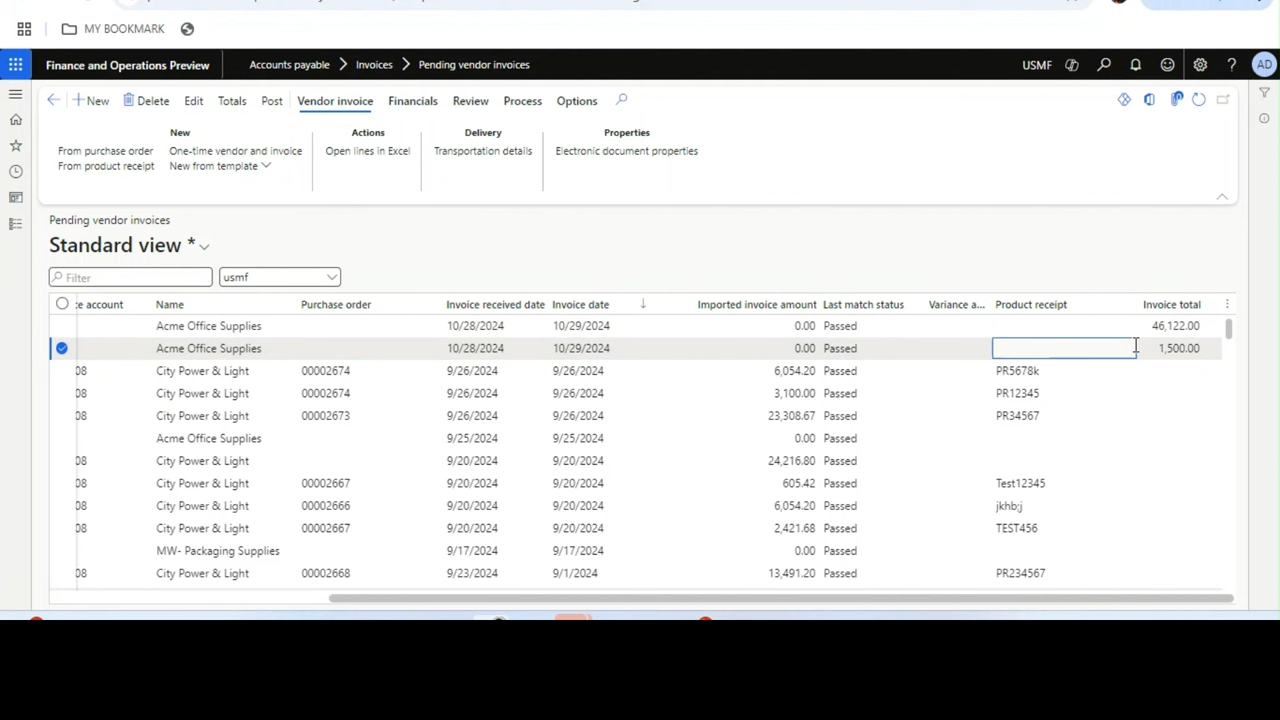 MY BOOKMARK
Finance and Operations Preview Accounts payable Invoices Pending vendor invoices USMF ? AD
New Delete Edit Totals Post Vendor invoice Financials Review Process Options
New Actions Delivery Properties
From purchase order One-time vendor and invoice Open lines in Excel Transportation details Electronic document properties
From product receipt New from template
Pending vendor invoices
Standard view *
Filter usmf
account Name Purchase order Invoice received date Invoice date Imported invoice amount Last match status Variance a... Product receipt Invoice total
Acme Office Supplies 10/28/2024 10/29/2024 0.00 Passed 46,122.00
Acme Office Supplies 10/28/2024 10/29/2024 0.00 Passed 1,500.00
08 City Power & Light 00002674 9/26/2024 9/26/2024 6,054.20 Passed PR5678k
08 City Power & Light 00002674 9/26/2024 9/26/2024 3,100.00 Passed PR12345
08 City Power & Light 00002673 9/26/2024 9/26/2024 23,308.67 Passed PR34567
Acme Office Supplies 9/25/2024 9/25/2024 0.00 Passed
08 City Power & Light 9/20/2024 9/20/2024 24,216.80 Passed
08 City Power & Light 00002667 9/20/2024 9/20/2024 605.42 Passed Test12345
08 City Power & Light 00002666 9/20/2024 9/20/2024 6,054.20 Passed jkhb;j
08 City Power & Light 00002667 9/20/2024 9/20/2024 2,421.68 Passed TEST456
MW- Packaging Supplies 9/17/2024 9/17/2024 0.00 Passed
08 City Power & Light 00002668 9/23/2024 9/1/2024 13,491.20 Passed PR234567